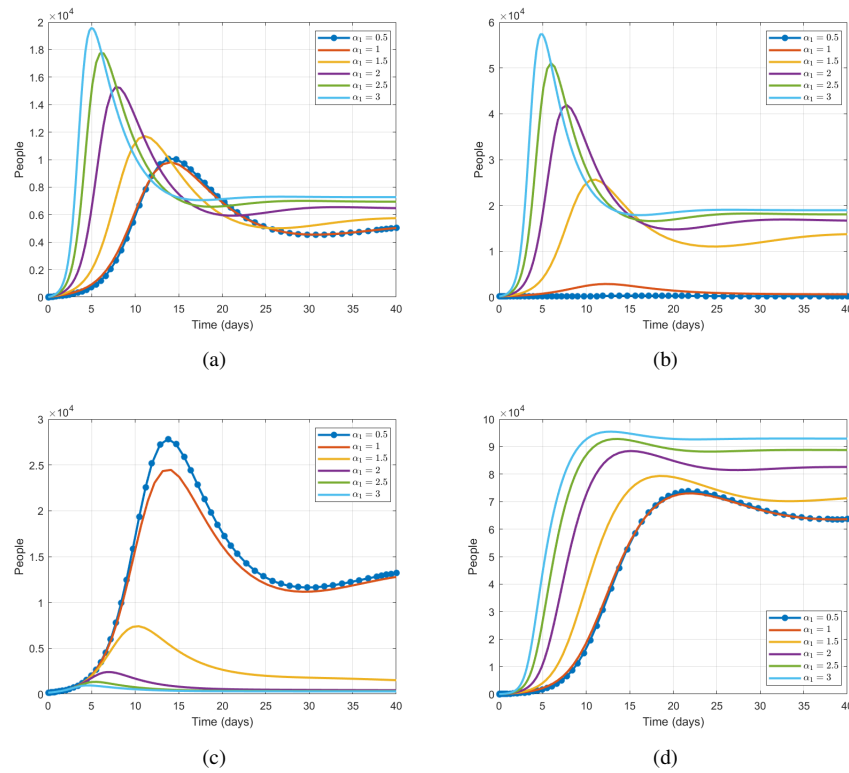 ×10⁴
2
1.8
1.6
1.4
1.2
1
0.8
0.6
0.4
0.2
0
People
0 5 10 15 20 25 30 35 40
Time (days)
α₁ = 0.5
α₁ = 1
α₁ = 1.5
α₁ = 2
α₁ = 2.5
α₁ = 3
(a)
×10⁴
6
5
4
3
2
1
0
People
0 5 10 15 20 25 30 35 40
Time (days)
α₁ = 0.5
α₁ = 1
α₁ = 1.5
α₁ = 2
α₁ = 2.5
α₁ = 3
(b)
×10⁴
3
2.5
2
1.5
1
0.5
0
People
0 5 10 15 20 25 30 35 40
Time (days)
α₁ = 0.5
α₁ = 1
α₁ = 1.5
α₁ = 2
α₁ = 2.5
α₁ = 3
(c)
×10⁴
10
9
8
7
6
5
4
3
2
1
0
People
0 5 10 15 20 25 30 35 40
Time (days)
α₁ = 0.5
α₁ = 1
α₁ = 1.5
α₁ = 2
α₁ = 2.5
α₁ = 3
(d)